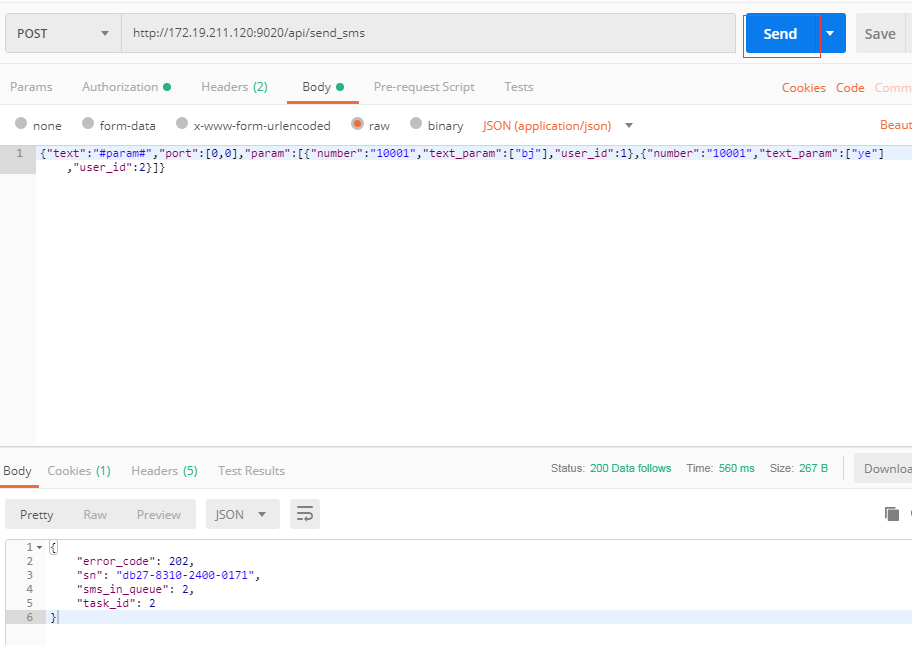 POST http://172.19.211.120:9020/api/send_sms Send Save
Params Authorization Headers (2) Body Pre-request Script Tests Cookies Code Comm
none form-data x-www-form-urlencoded raw binary JSON (application/json) Beaut
1 {"text":"#param#","port":[0,0],"param":[{"number":"10001","text_param":["bj"],"user_id":1},{"number":"10001","text_param":["ye"]
,"user_id":2}]}
Body Cookies (1) Headers (5) Test Results Status: 200 Data follows Time: 560 ms Size: 267 B Downloa
Pretty Raw Preview JSON
1 {
2 "error_code": 202,
3 "sn": "db27-8310-2400-0171",
4 "sms_in_queue": 2,
5 "task_id": 2
6 }